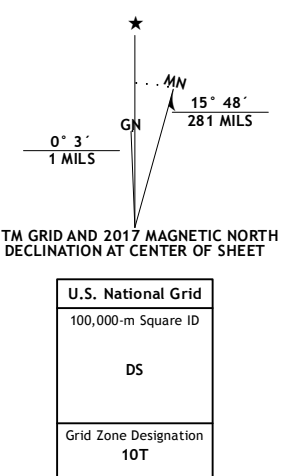 ★
MN
15° 48´
281 MILS
GN
0° 3´
1 MILS
TM GRID AND 2017 MAGNETIC NORTH
DECLINATION AT CENTER OF SHEET
U.S. National Grid
100,000-m Square ID
DS
Grid Zone Designation
10T